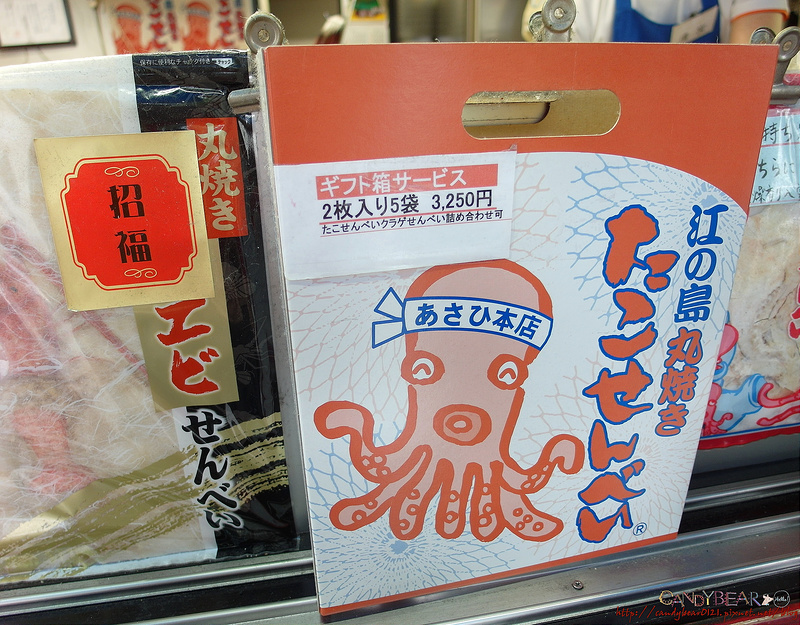 保存に便利なチャック付き
丸焼き
招福
エビ
せんべい
ギフト箱サービス
2枚入り5袋 3,250円
たこせんべいクラゲせんべい詰め合わせ可
あさひ本店
江の島
丸焼き
たこせんべい
®
CANDYBEAR